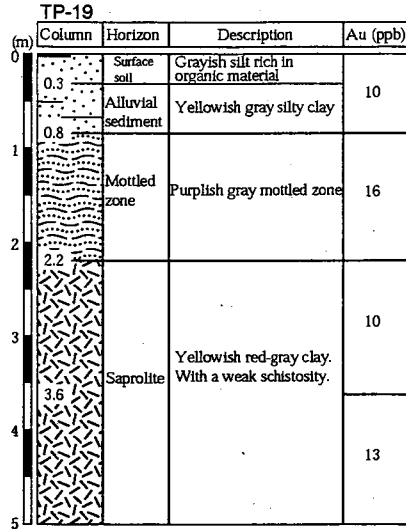 TP-19
(m) Column Horizon Description Au (ppb)
0
Surface soil
Grayish silt rich in organic material
0.3
10
Alluvial sediment
Yellowish gray silty clay
0.8
1
Mottled zone
Purplish gray mottled zone
16
2
2.2
10
3
Yellowish red-gray clay.
With a weak schistosity.
Saprolite
3.6
4
13
5